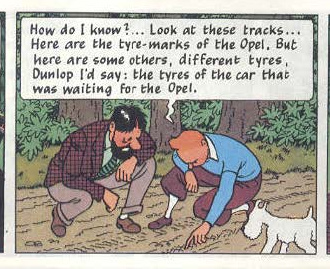 How do I know?... Look at these tracks...
Here are the tyre-marks of the Opel. But
here are some others, different tyres,
Dunlop I'd say: the tyres of the car that
was waiting for the Opel.